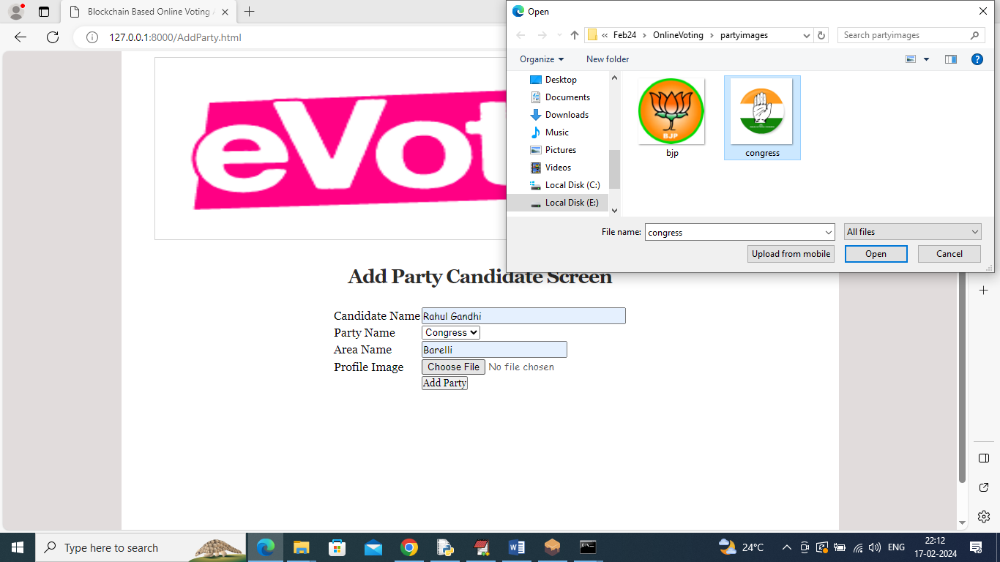 Blockchain Based Online Voting
127.0.0.1:8000/AddParty.html
Open
« Feb24 > OnlineVoting > partyimages
Search partyimages
Organize
New folder
Desktop
Documents
Downloads
Music
Pictures
Videos
Local Disk (C:)
Local Disk (E:)
BJP
bjp
congress
File name: congress
All files
Upload from mobile
Open
Cancel
eVot
Add Party Candidate Screen
Candidate Name Rahul Gandhi
Party Name Congress
Area Name Barelli
Profile Image Choose File No file chosen
Add Party
Type here to search
24°C
ENG
22:12
17-02-2024